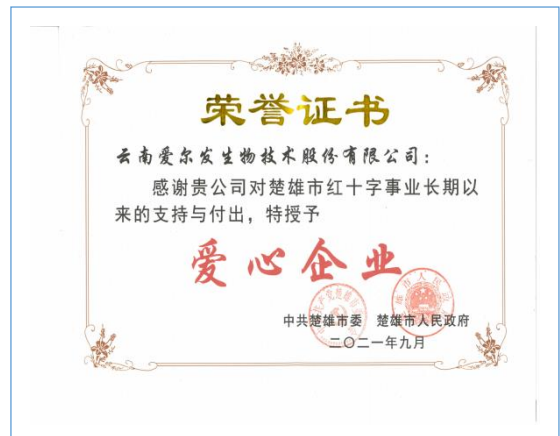 荣誉证书
云南爱尔发生物技术股份有限公司：
感谢贵公司对楚雄市红十字事业长期以
来的支持与付出，特授予
爱心企业
中共楚雄市委 楚雄市人民政府
二〇二一年九月